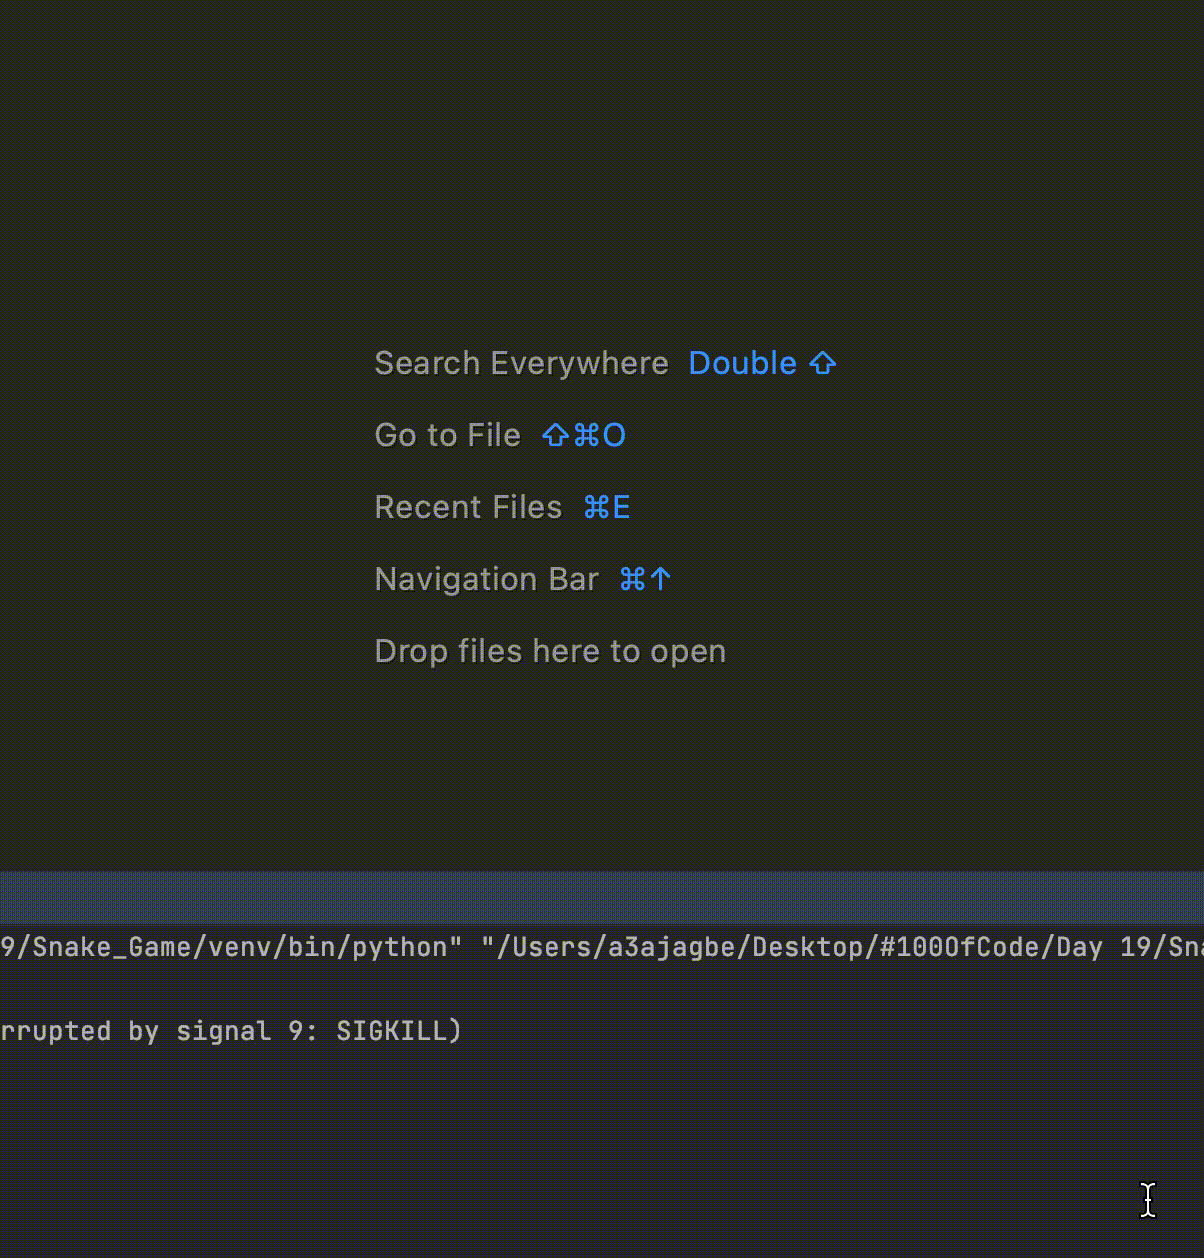 Search Everywhere Double ⇧
Go to File ⇧⌘O
Recent Files ⌘E
Navigation Bar ⌘↑
Drop files here to open
9/Snake_Game/venv/bin/python" "/Users/a3ajagbe/Desktop/#100OfCode/Day 19/Sna
rrupted by signal 9: SIGKILL)